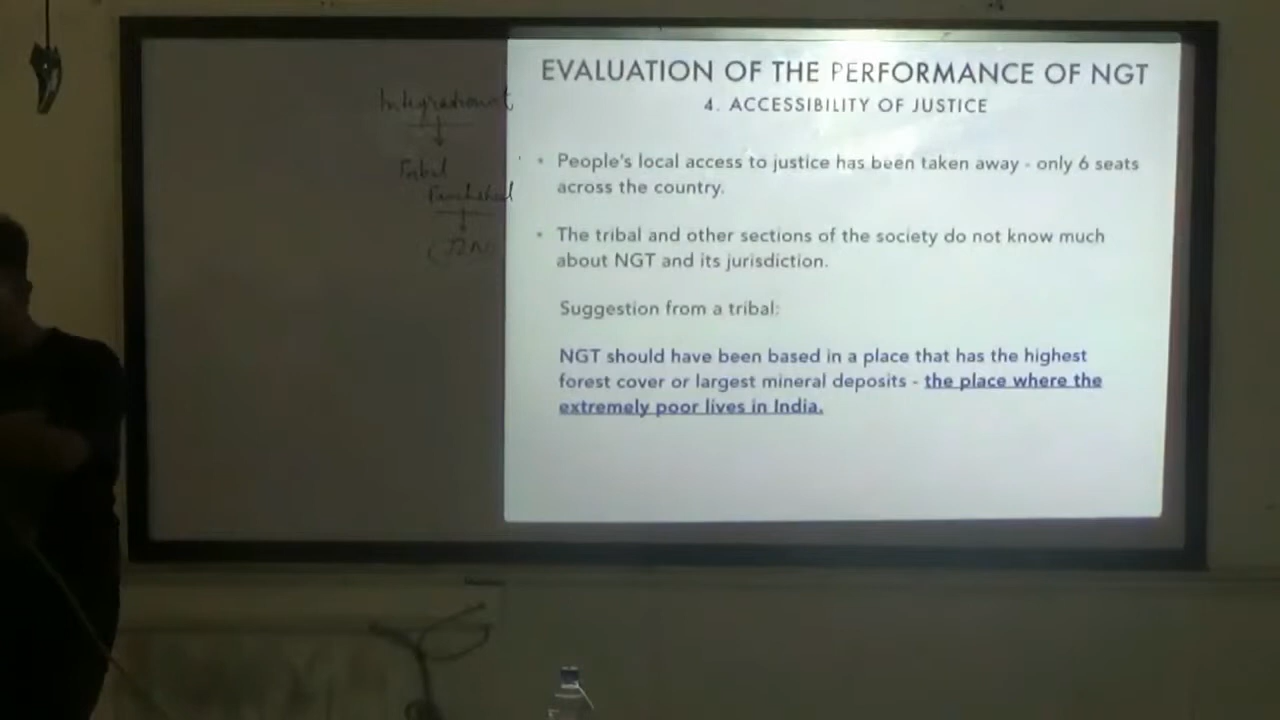 EVALUATION OF THE PERFORMANCE OF NGT
4. ACCESSIBILITY OF JUSTICE
• People's local access to justice has been taken away - only 6 seats
across the country.
• The tribal and other sections of the society do not know much
about NGT and its jurisdiction.
Suggestion from a tribal:
NGT should have been based in a place that has the highest
forest cover or largest mineral deposits - the place where the
extremely poor lives in India.